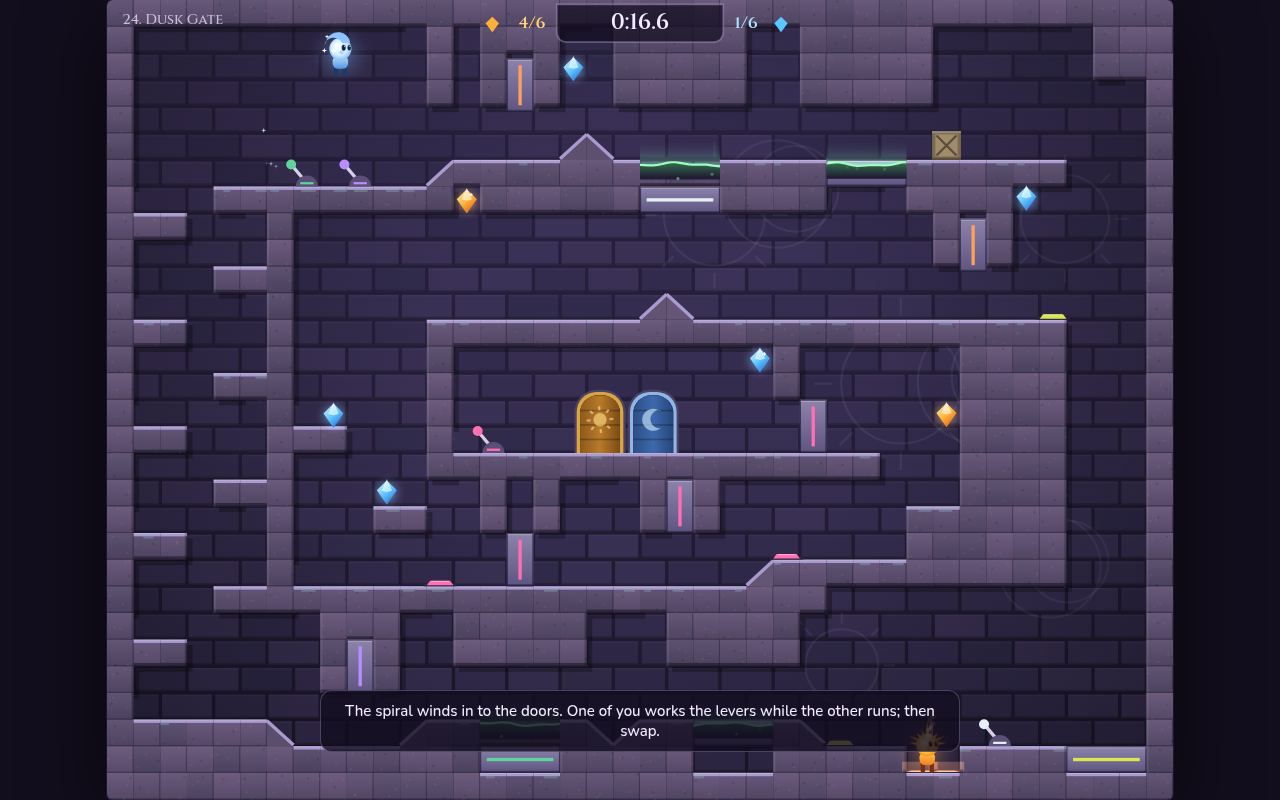 24. Dusk Gate
4/6
0:16.6
1/6
The spiral winds in to the doors. One of you works the levers while the other runs; then
swap.